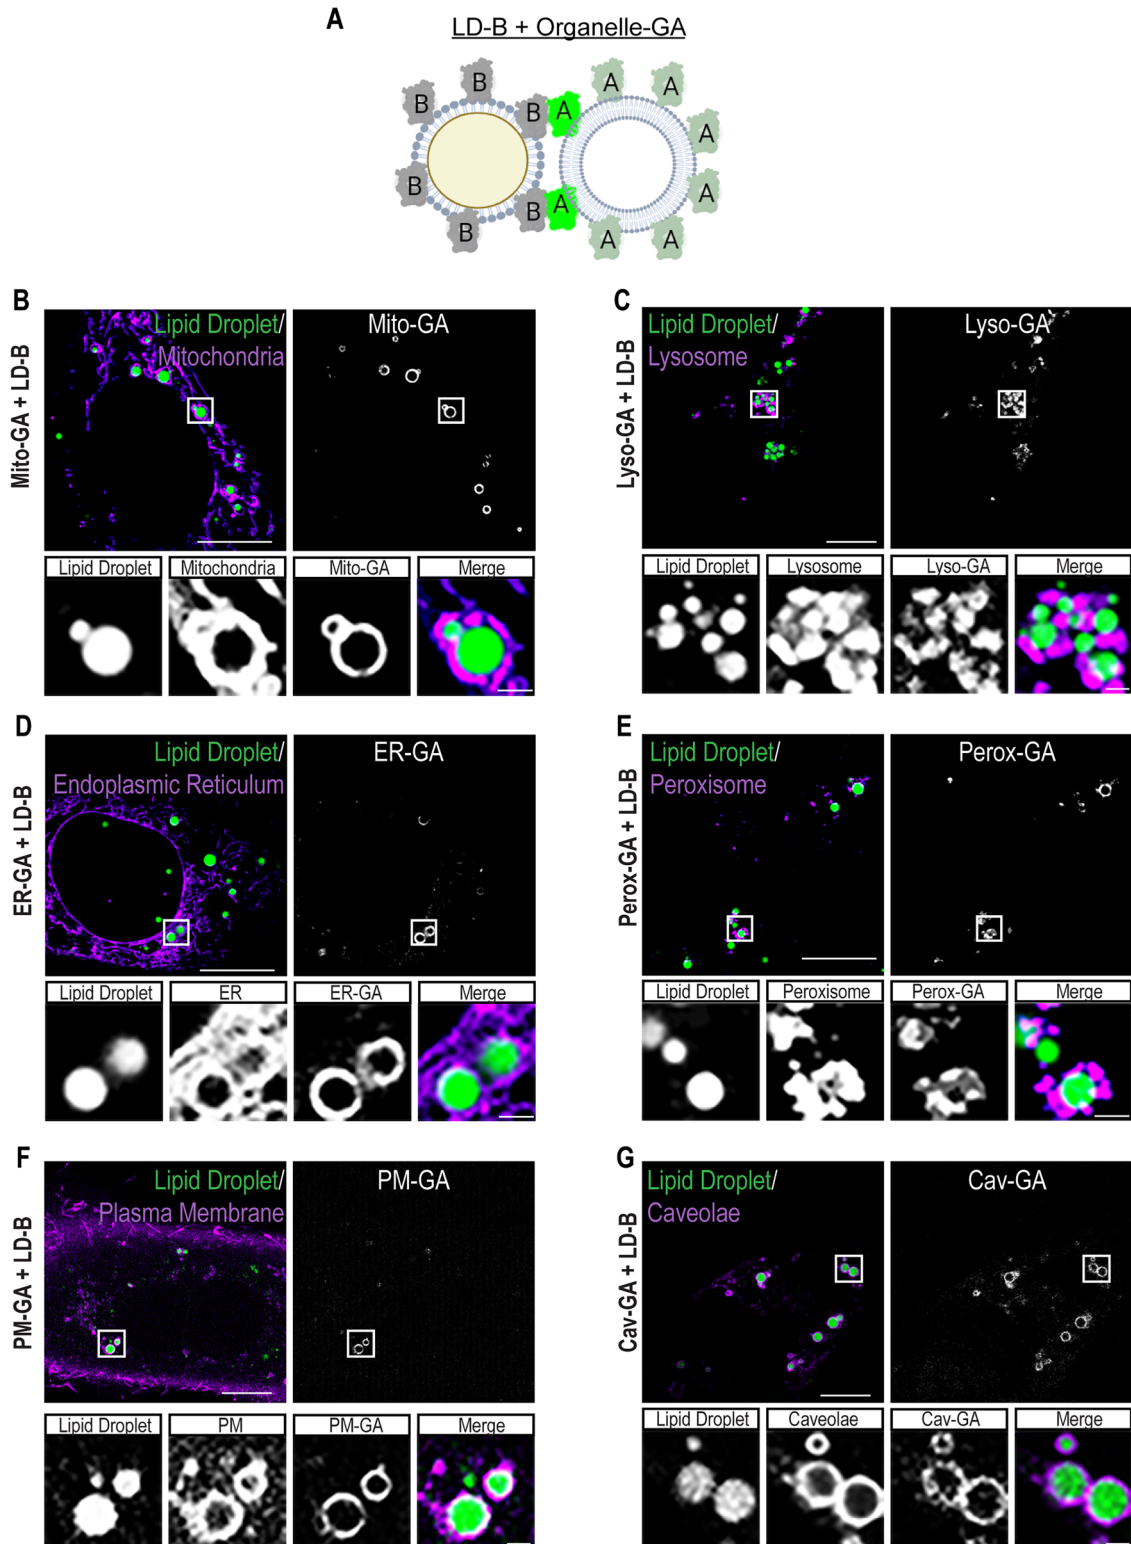 A
LD-B + Organelle-GA
B
B
B
B
B
B
A
A
A
A
A
A
A
A
B
Mito-GA + LD-B
Lipid Droplet/
Mitochondria
Mito-GA
Lipid Droplet
Mitochondria
Mito-GA
Merge
C
Lyso-GA + LD-B
Lipid Droplet/
Lysosome
Lyso-GA
Lipid Droplet
Lysosome
Lyso-GA
Merge
D
ER-GA + LD-B
Lipid Droplet/
Endoplasmic Reticulum
ER-GA
Lipid Droplet
ER
ER-GA
Merge
E
Perox-GA + LD-B
Lipid Droplet/
Peroxisome
Perox-GA
Lipid Droplet
Peroxisome
Perox-GA
Merge
F
PM-GA + LD-B
Lipid Droplet/
Plasma Membrane
PM-GA
Lipid Droplet
PM
PM-GA
Merge
G
Cav-GA + LD-B
Lipid Droplet/
Caveolae
Cav-GA
Lipid Droplet
Caveolae
Cav-GA
Merge